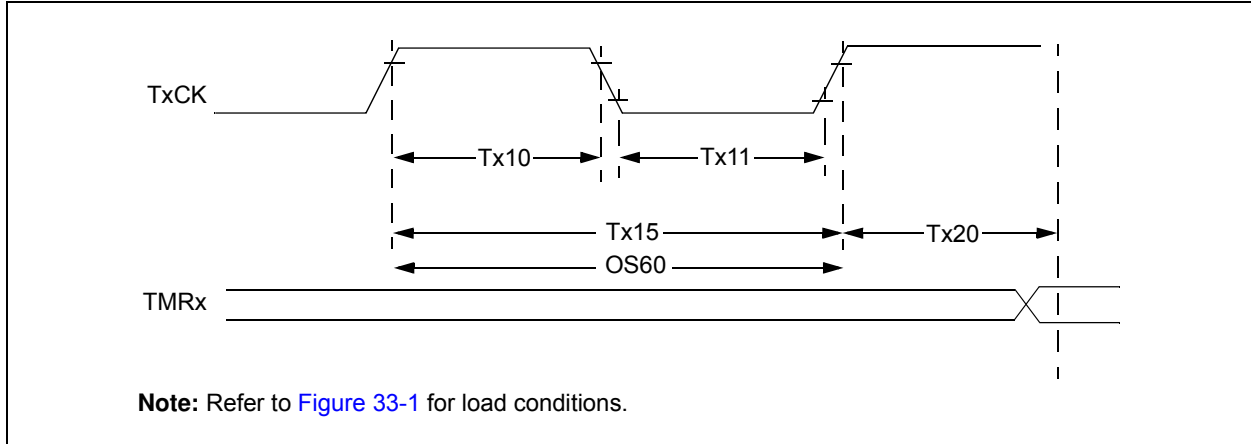 TxCK
Tx10
Tx11
Tx15
Tx20
OS60
TMRx
Note: Refer to Figure 33-1 for load conditions.